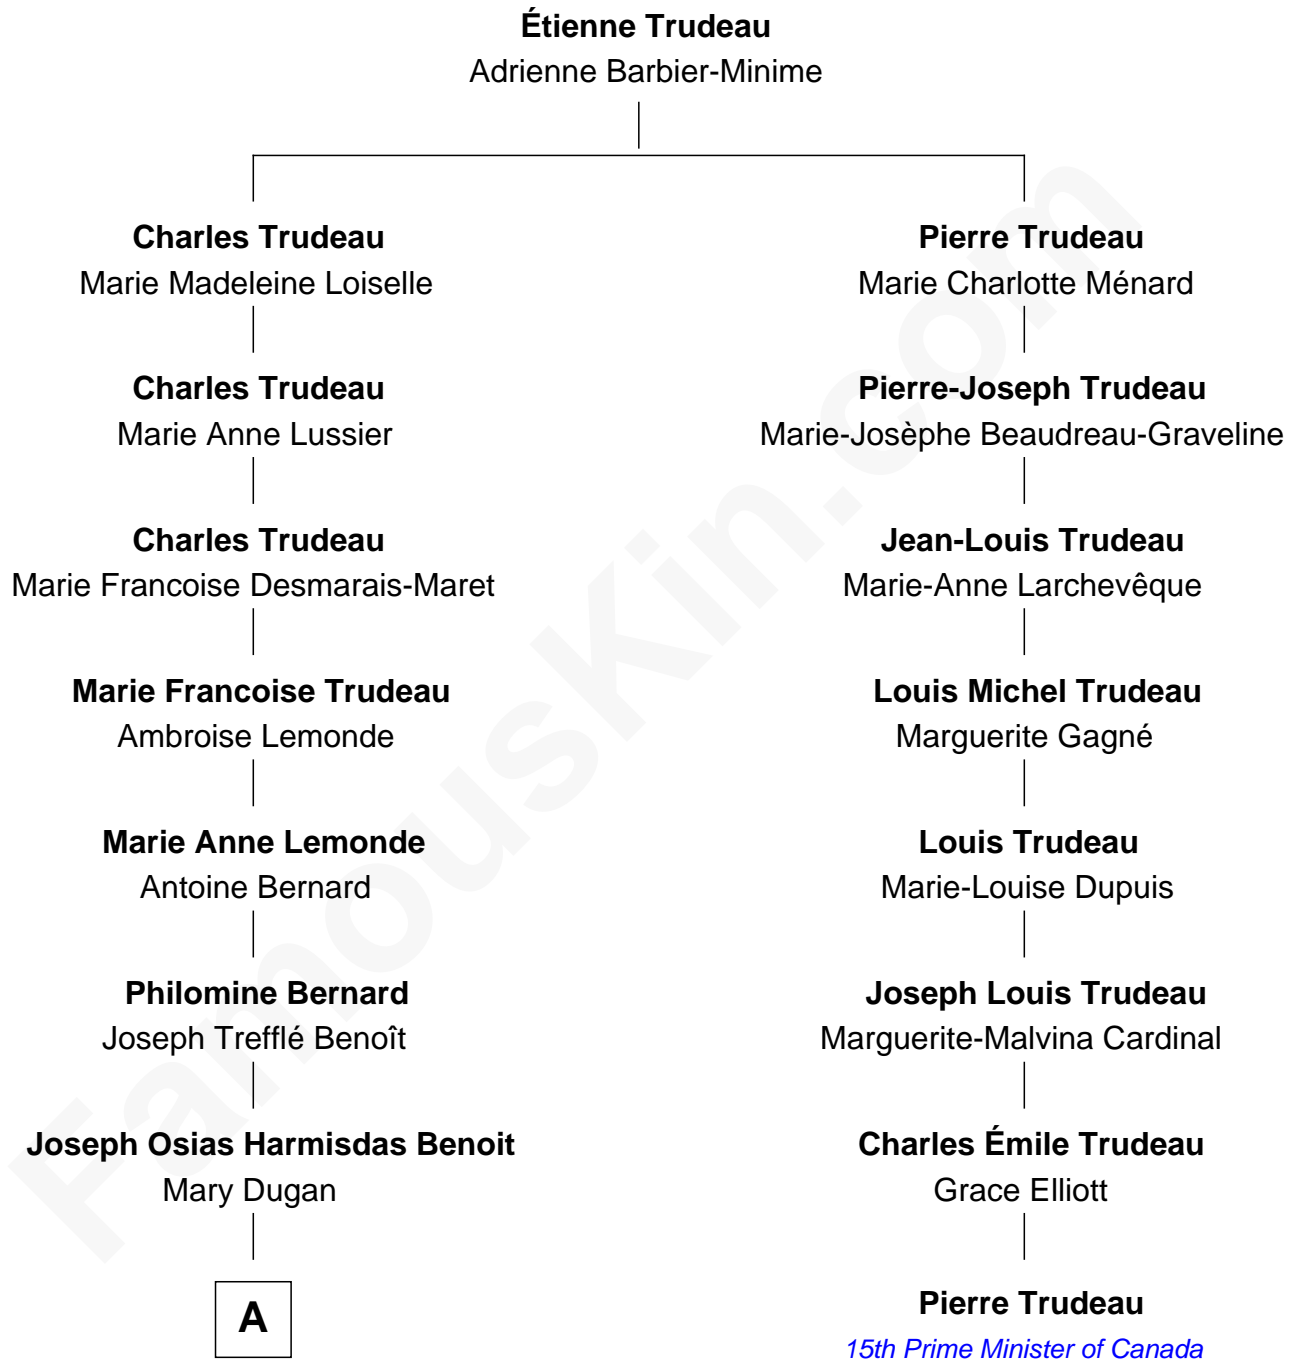 Étienne Trudeau
Adrienne Barbier-Minime
Charles Trudeau
Marie Madeleine Loiselle
Pierre Trudeau
Marie Charlotte Ménard
Charles Trudeau
Marie Anne Lussier
Pierre-Joseph Trudeau
Marie-Josèphe Beaudreau-Graveline
Charles Trudeau
Marie Francoise Desmarais-Maret
Jean-Louis Trudeau
Marie-Anne Larchevêque
Marie Francoise Trudeau
Ambroise Lemonde
Louis Michel Trudeau
Marguerite Gagné
Marie Anne Lemonde
Antoine Bernard
Louis Trudeau
Marie-Louise Dupuis
Philomine Bernard
Joseph Trefflé Benoît
Joseph Louis Trudeau
Marguerite-Malvina Cardinal
Joseph Osias Harmisdas Benoit
Mary Dugan
Charles Émile Trudeau
Grace Elliott
A
Pierre Trudeau
15th Prime Minister of Canada
FamousKin.com